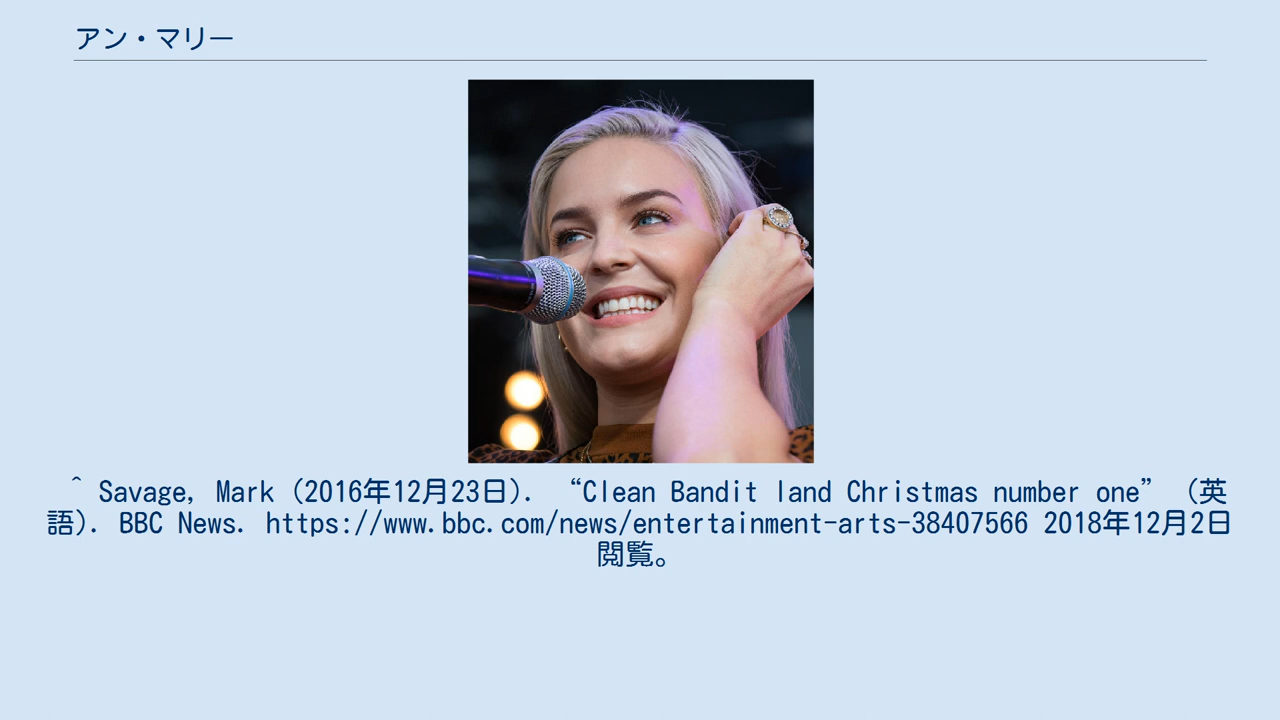 アン・マリー
^ Savage, Mark (2016年12月23日). “Clean Bandit land Christmas number one” (英
語). BBC News. https://www.bbc.com/news/entertainment-arts-38407566 2018年12月2日
閲覧。